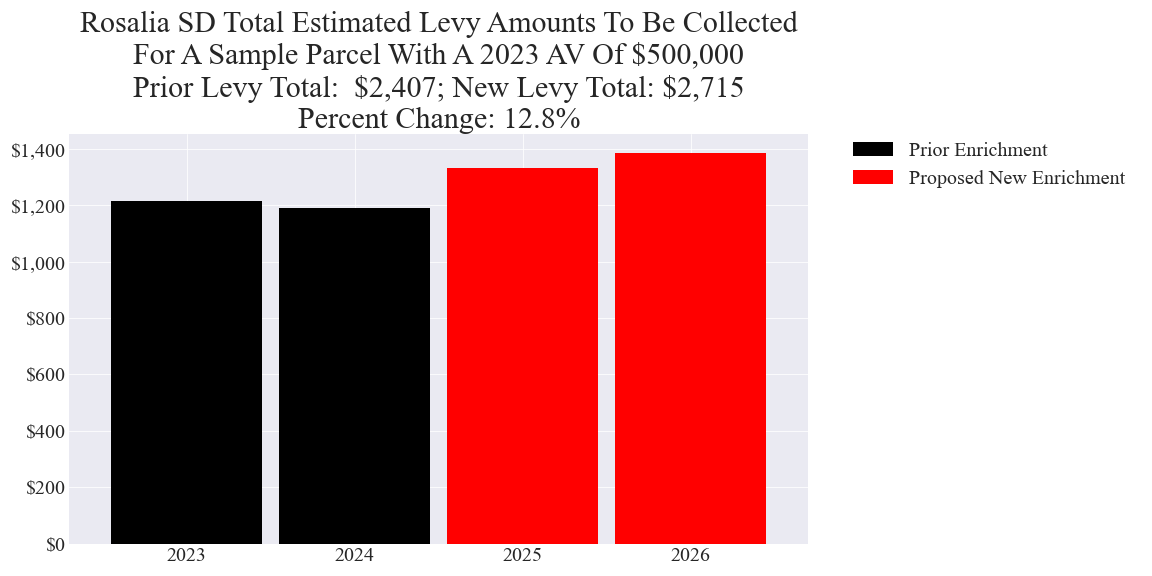 Rosalia SD Total Estimated Levy Amounts To Be Collected
For A Sample Parcel With A 2023 AV Of $500,000
Prior Levy Total:  $2,407; New Levy Total: $2,715
Percent Change: 12.8%
$1,400
$1,200
$1,000
$800
$600
$400
$200
$0
2023 2024 2025 2026
Prior Enrichment
Proposed New Enrichment